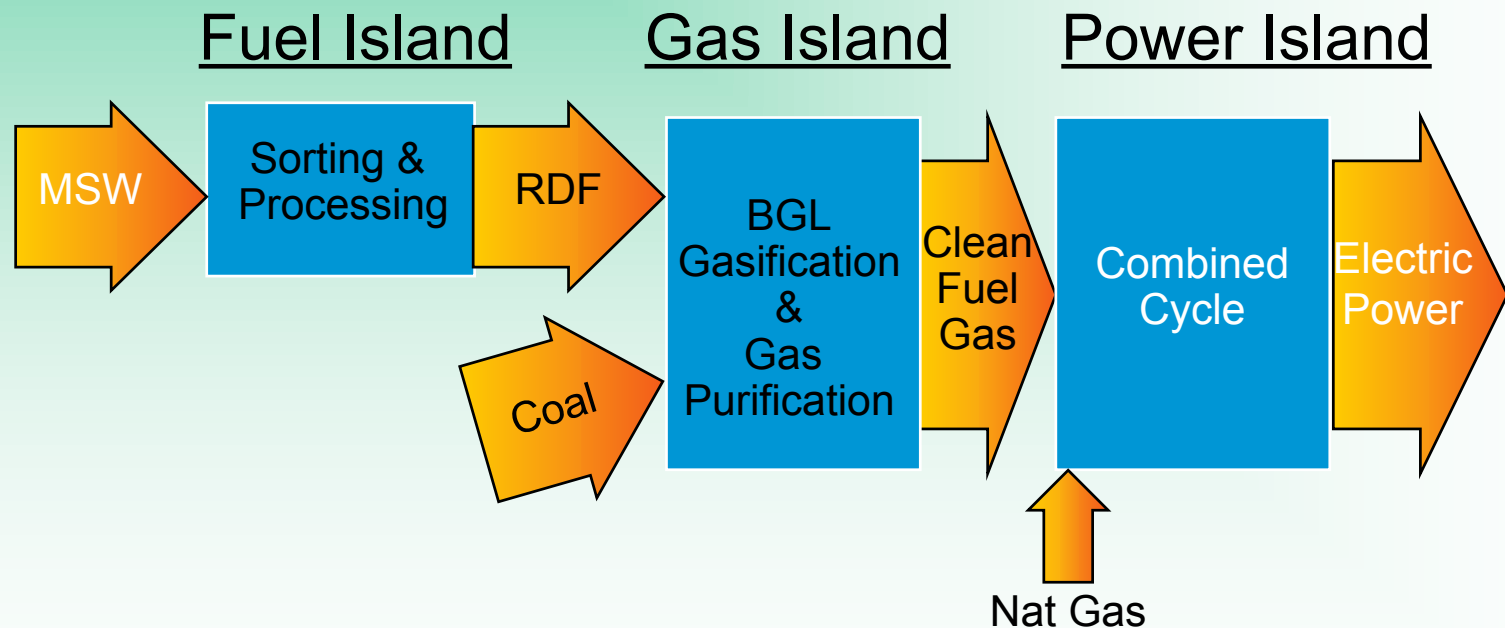 Fuel Island
Gas Island
Power Island
MSW
Sorting &
Processing
RDF
Coal
BGL
Gasification
&
Gas
Purification
Clean
Fuel
Gas
Combined
Cycle
Electric
Power
Nat Gas